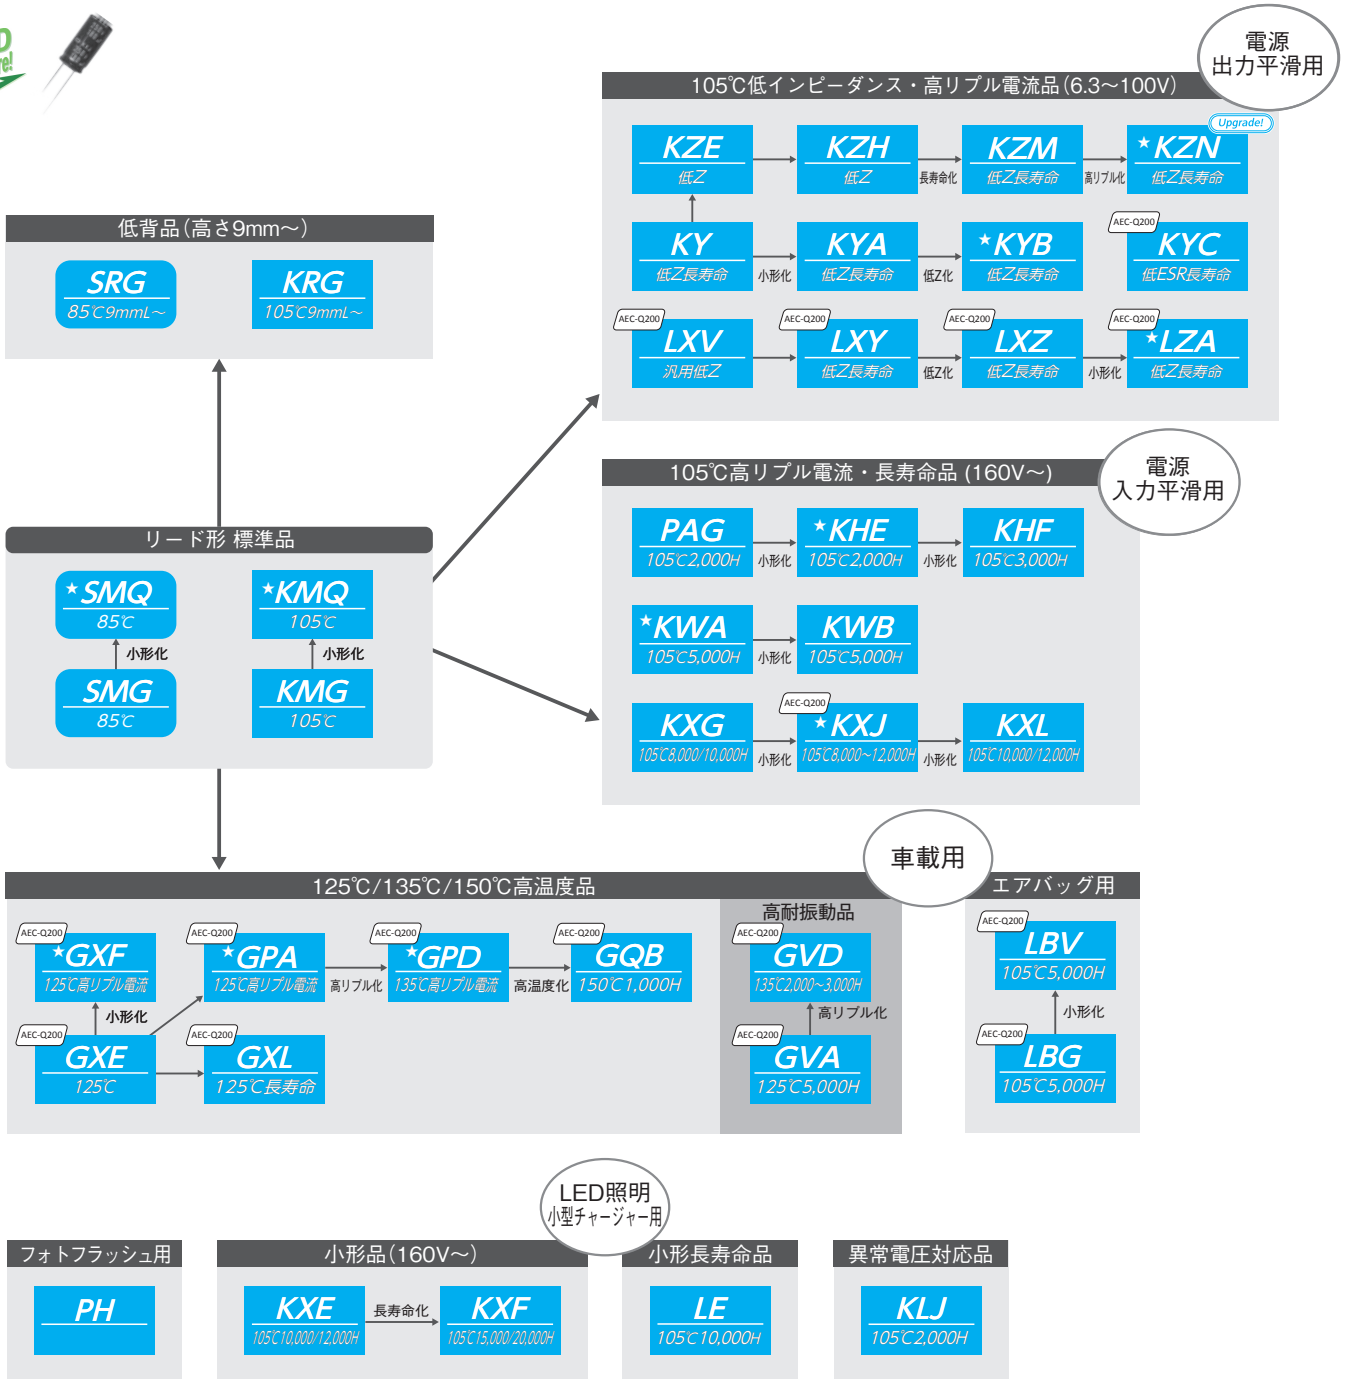 電源
出力平滑用
105℃低インピーダンス・高リプル電流品(6.3～100V)
Upgrade!
KZE
低Z
KZH
低Z
長寿命化
KZM
低Z長寿命
高リプル化
★KZN
低Z長寿命
KY
低Z長寿命
小形化
KYA
低Z長寿命
低Z化
★KYB
低Z長寿命
AEC-Q200
KYC
低ESR長寿命
AEC-Q200
LXV
汎用低Z
AEC-Q200
LXY
低Z長寿命
低Z化
AEC-Q200
LXZ
低Z長寿命
小形化
AEC-Q200
★LZA
低Z長寿命
低背品(高さ9mm～)
SRG
85℃9mmL～
KRG
105℃9mmL～
電源
入力平滑用
105℃高リプル電流・長寿命品 (160V～)
PAG
105℃2,000H
小形化
★KHE
105℃2,000H
小形化
KHF
105℃3,000H
★KWA
105℃5,000H
小形化
KWB
105℃5,000H
KXG
105℃8,000/10,000H
小形化
AEC-Q200
★KXJ
105℃8,000～12,000H
小形化
KXL
105℃10,000/12,000H
リード形 標準品
★SMQ
85℃
小形化
SMG
85℃
★KMQ
105℃
小形化
KMG
105℃
車載用
125℃/135℃/150℃高温度品
AEC-Q200
★GXF
125℃高リプル電流
小形化
AEC-Q200
GXE
125℃
AEC-Q200
★GPA
125℃高リプル電流
高リプル化
AEC-Q200
★GPD
135℃高リプル電流
高温度化
AEC-Q200
GQB
150℃1,000H
AEC-Q200
GXL
125℃長寿命
高耐振動品
AEC-Q200
GVD
135℃2,000～3,000H
高リプル化
AEC-Q200
GVA
125℃5,000H
エアバッグ用
AEC-Q200
LBV
105℃5,000H
小形化
AEC-Q200
LBG
105℃5,000H
LED照明
小型チャージャー用
フォトフラッシュ用
PH
小形品(160V～)
KXE
105℃10,000/12,000H
長寿命化
KXF
105℃15,000/20,000H
小形長寿命品
LE
105℃10,000H
異常電圧対応品
KLJ
105℃2,000H